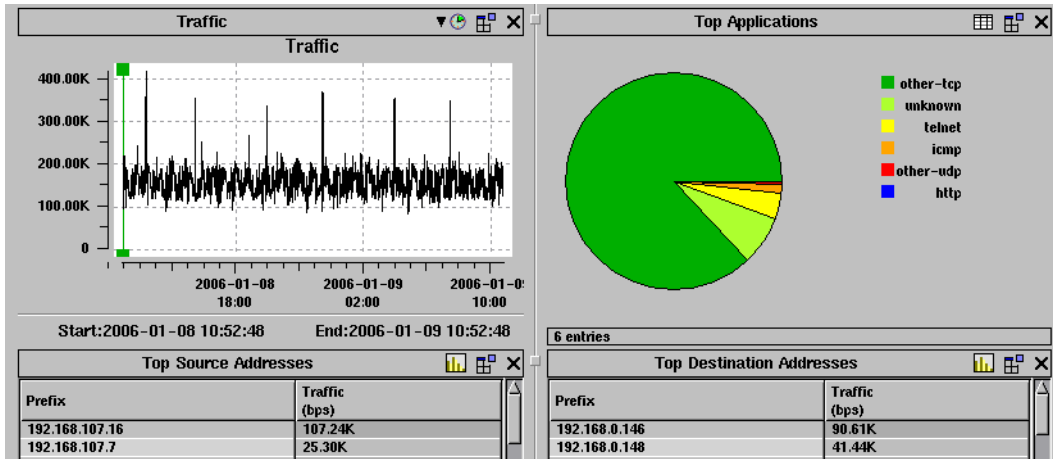 Traffic
Traffic
400.00K
300.00K
200.00K
100.00K
0
2006-01-08 2006-01-09 2006-01-0
18:00 02:00 10:00
Start:2006-01-08 10:52:48 End:2006-01-09 10:52:48
Top Applications
other-tcp
unknown
telnet
icmp
other-udp
http
6 entries
Top Source Addresses
Prefix Traffic
(bps)
192.168.107.16 107.24K
192.168.107.7 25.30K
Top Destination Addresses
Prefix Traffic
(bps)
192.168.0.146 90.61K
192.168.0.148 41.44K